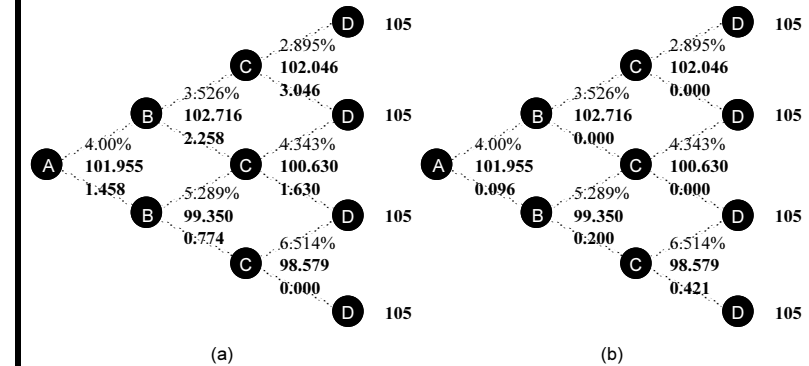 D 105
2.895%
C 102.046
3.526% 3.046
B 102.716 D 105
4.00% 2.258 4.343%
A 101.955 C 100.630
1.458 5.289% 1.630
B 99.350 D 105
0.774 6.514%
C 98.579
0.000
D 105
(a)
D 105
2.895%
C 102.046
3.526% 0.000
B 102.716 D 105
4.00% 0.000 4.343%
A 101.955 C 100.630
0.096 5.289% 0.000
B 99.350 D 105
0.200 6.514%
C 98.579
0.421
D 105
(b)